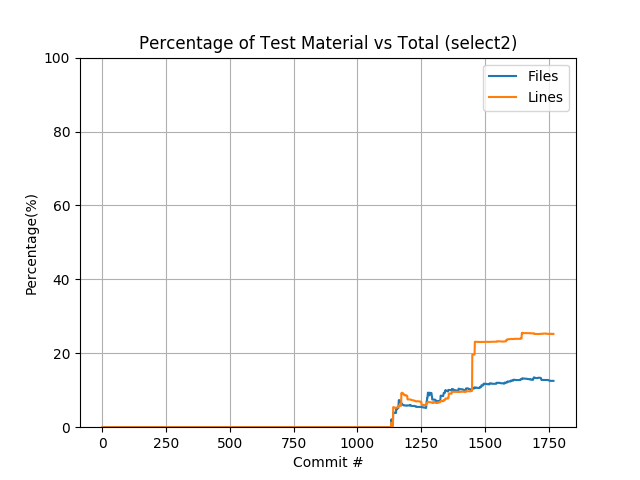 Percentage of Test Material vs Total (select2)
Files
Lines
100
80
60
40
20
0
Percentage(%)
0 250 500 750 1000 1250 1500 1750
Commit #